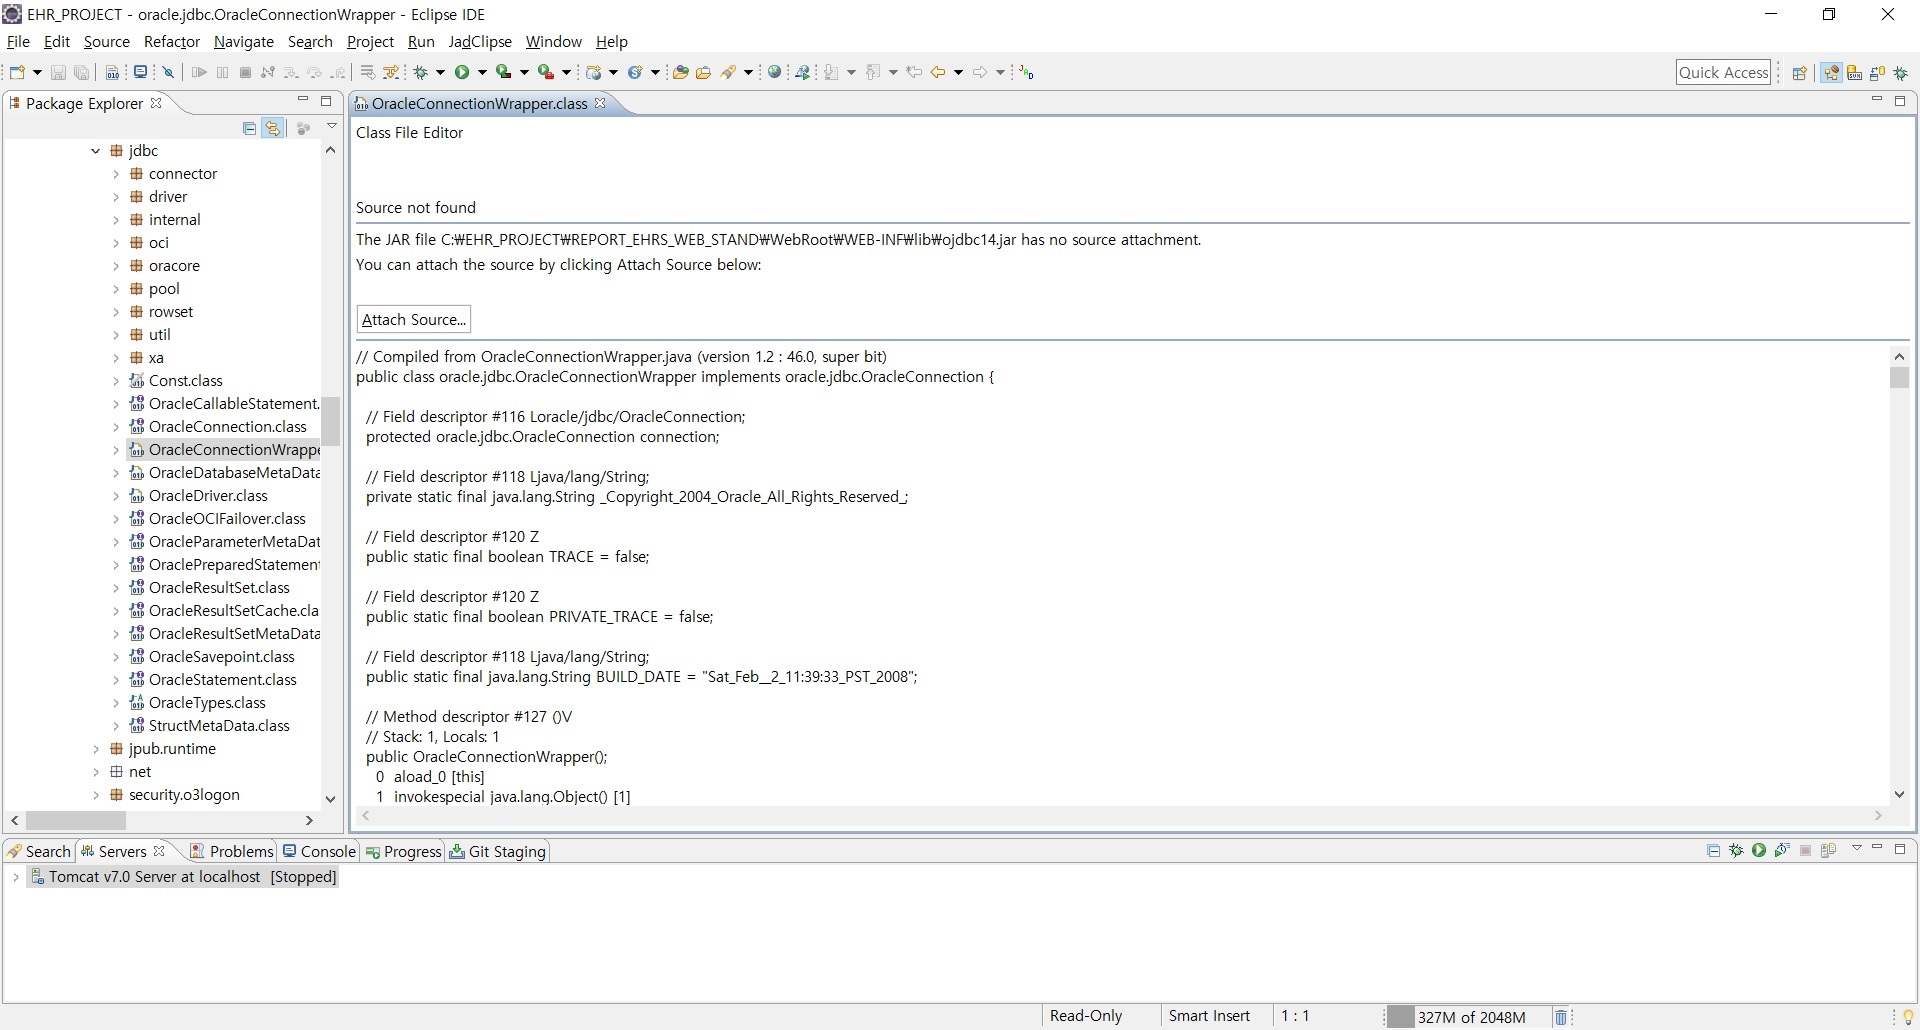 EHR_PROJECT - oracle.jdbc.OracleConnectionWrapper - Eclipse IDE
File Edit Source Refactor Navigate Search Project Run JadClipse Window Help
Quick Access
Package Explorer
jdbc
connector
driver
internal
oci
oracore
pool
rowset
util
xa
Const.class
OracleCallableStatement.
OracleConnection.class
OracleConnectionWrappe
OracleDatabaseMetaData
OracleDriver.class
OracleOCIFailover.class
OracleParameterMetaDat
OraclePreparedStatement
OracleResultSet.class
OracleResultSetCache.cla
OracleResultSetMetaData
OracleSavepoint.class
OracleStatement.class
OracleTypes.class
StructMetaData.class
jpub.runtime
net
security.o3logon
OracleConnectionWrapper.class
Class File Editor
Source not found
The JAR file C:₩EHR_PROJECT₩REPORT_EHRS_WEB_STAND₩WebRoot₩WEB-INF₩lib₩ojdbc14.jar has no source attachment.
You can attach the source by clicking Attach Source below:
Attach Source...
// Compiled from OracleConnectionWrapper.java (version 1.2 : 46.0, super bit)
public class oracle.jdbc.OracleConnectionWrapper implements oracle.jdbc.OracleConnection {
// Field descriptor #116 Loracle/jdbc/OracleConnection;
protected oracle.jdbc.OracleConnection connection;
// Field descriptor #118 Ljava/lang/String;
private static final java.lang.String _Copyright_2004_Oracle_All_Rights_Reserved_;
// Field descriptor #120 Z
public static final boolean TRACE = false;
// Field descriptor #120 Z
public static final boolean PRIVATE_TRACE = false;
// Field descriptor #118 Ljava/lang/String;
public static final java.lang.String BUILD_DATE = "Sat_Feb__2_11:39:33_PST_2008";
// Method descriptor #127 ()V
// Stack: 1, Locals: 1
public OracleConnectionWrapper();
0 aload_0 [this]
1 invokespecial java.lang.Object() [1]
Search Servers Problems Console Progress Git Staging
Tomcat v7.0 Server at localhost [Stopped]
Read-Only Smart Insert 1 : 1 327M of 2048M